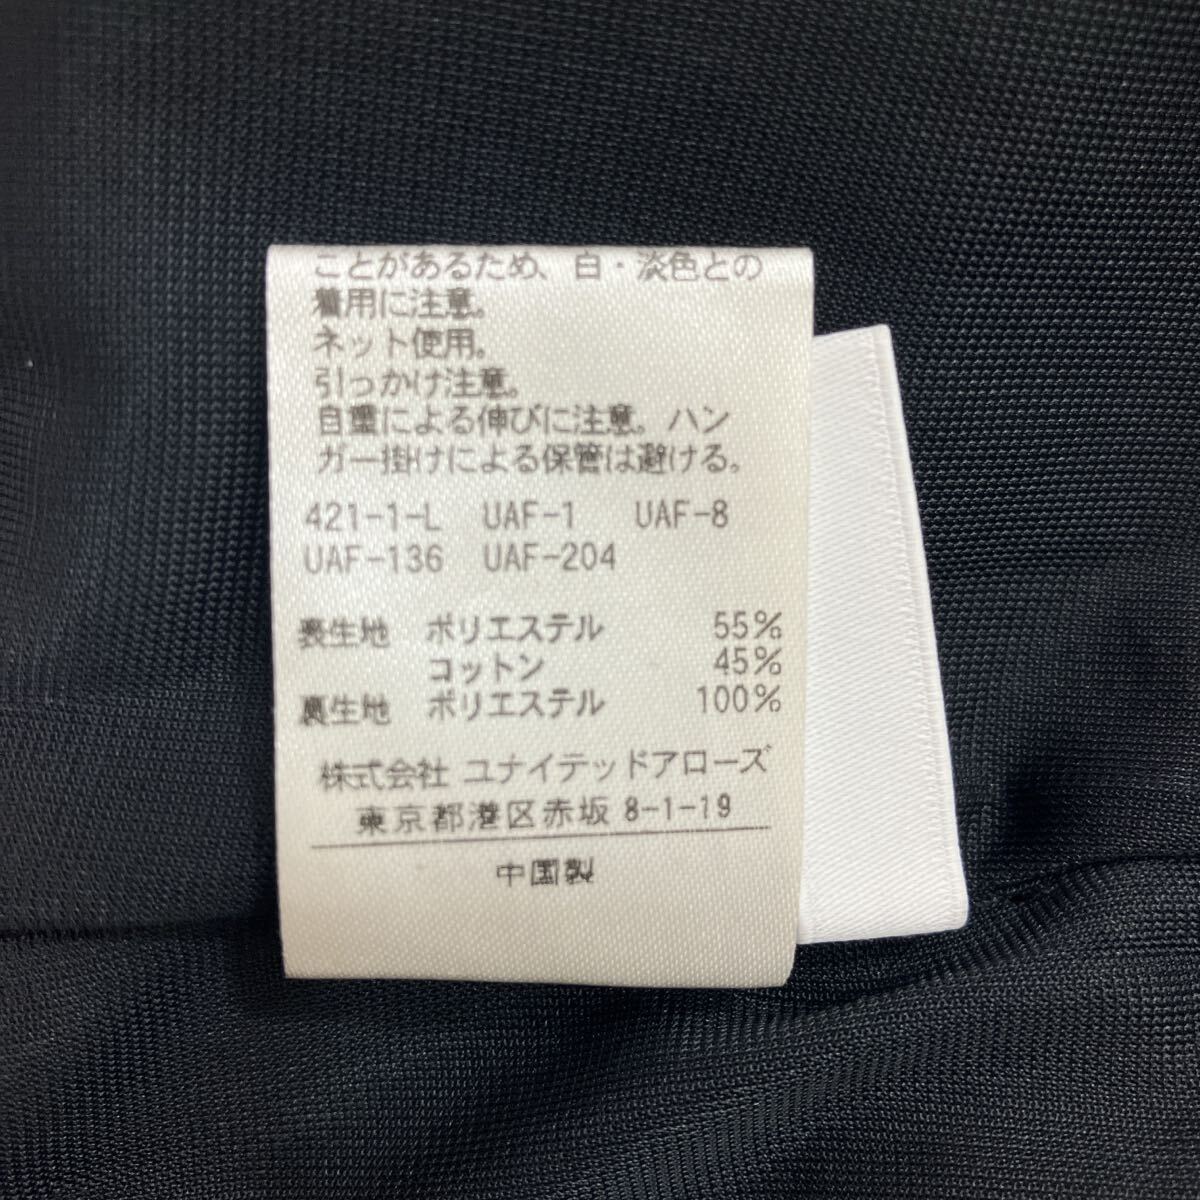 ことがあるため、白・淡色との
着用に注意。
ネット使用。
引っかけ注意。
自重による伸びに注意。ハン
ガー掛けによる保管は避ける。
421-1-L UAF-1 UAF-8
UAF-136 UAF-204
表生地 ポリエステル 55%
コットン 45%
裏生地 ポリエステル 100%
株式会社 ユナイテッドアローズ
東京都港区赤坂 8-1-19
中国製